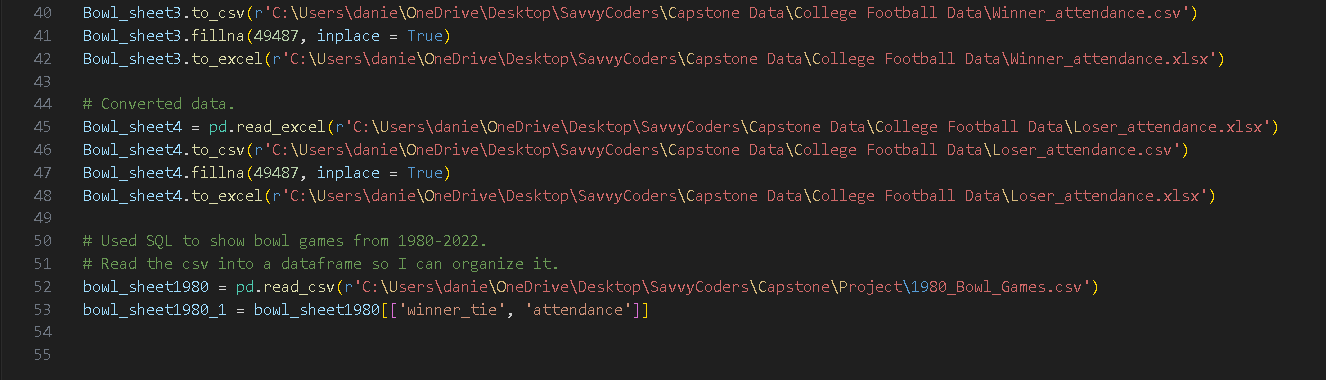 40 Bowl_sheet3.to_csv(r'C:\Users\danie\OneDrive\Desktop\SavvyCoders\Capstone Data\College Football Data\Winner_attendance.csv')
41 Bowl_sheet3.fillna(49487, inplace = True)
42 Bowl_sheet3.to_excel(r'C:\Users\danie\OneDrive\Desktop\SavvyCoders\Capstone Data\College Football Data\Winner_attendance.xlsx')
43
44 # Converted data.
45 Bowl_sheet4 = pd.read_excel(r'C:\Users\danie\OneDrive\Desktop\SavvyCoders\Capstone Data\College Football Data\Loser_attendance.xlsx')
46 Bowl_sheet4.to_csv(r'C:\Users\danie\OneDrive\Desktop\SavvyCoders\Capstone Data\College Football Data\Loser_attendance.csv')
47 Bowl_sheet4.fillna(49487, inplace = True)
48 Bowl_sheet4.to_excel(r'C:\Users\danie\OneDrive\Desktop\SavvyCoders\Capstone Data\College Football Data\Loser_attendance.xlsx')
49
50 # Used SQL to show bowl games from 1980-2022.
51 # Read the csv into a dataframe so I can organize it.
52 bowl_sheet1980 = pd.read_csv(r'C:\Users\danie\OneDrive\Desktop\SavvyCoders\Capstone\Project\1980_Bowl_Games.csv')
53 bowl_sheet1980_1 = bowl_sheet1980[['winner_tie', 'attendance']]
54
55